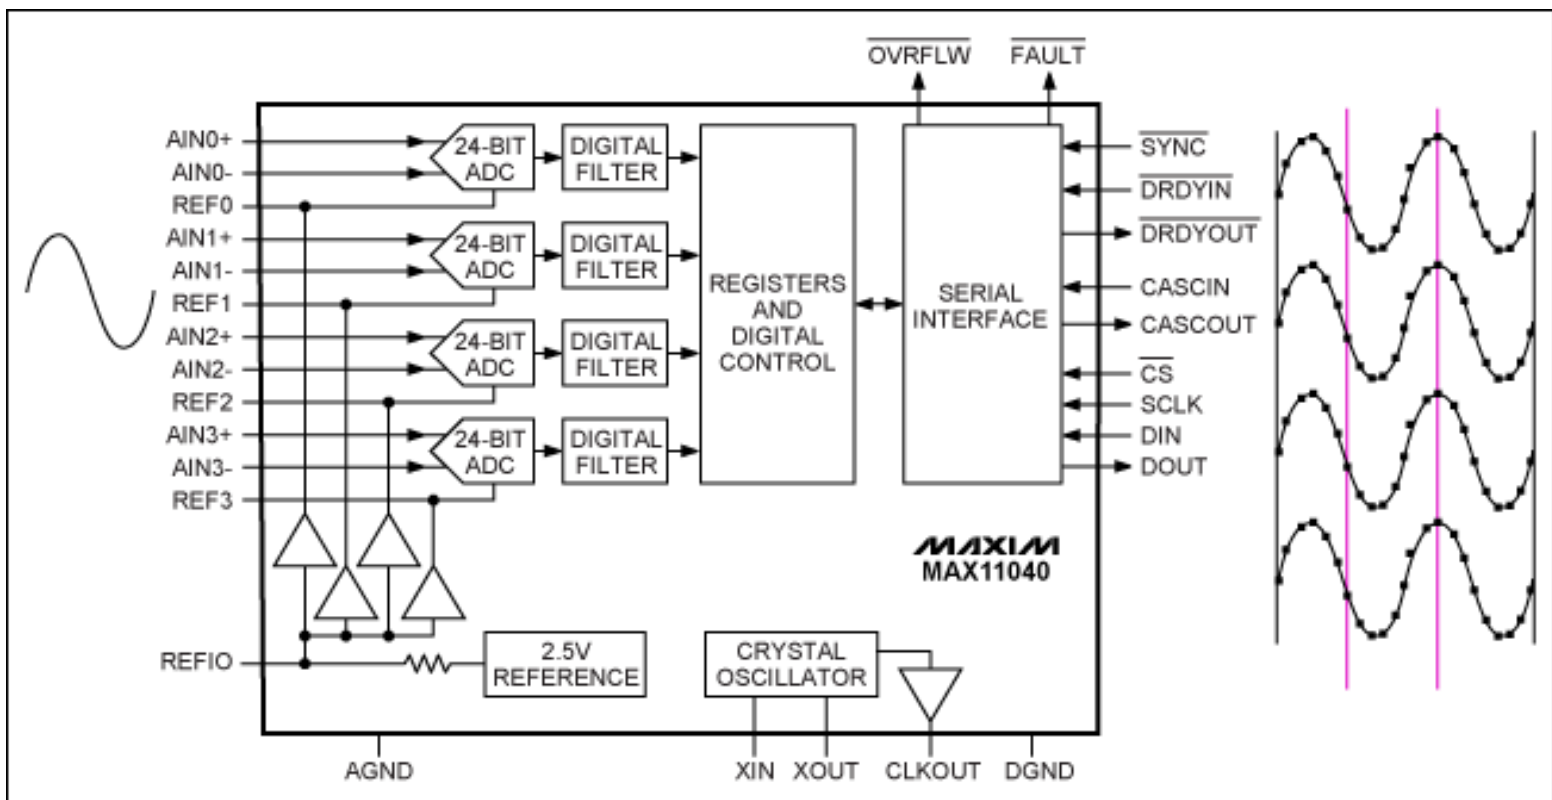 OVRFLW
FAULT
AIN0+
AIN0-
REF0
AIN1+
AIN1-
REF1
AIN2+
AIN2-
REF2
AIN3+
AIN3-
REF3
REFIO
24-BIT
ADC
DIGITAL
FILTER
24-BIT
ADC
DIGITAL
FILTER
24-BIT
ADC
DIGITAL
FILTER
24-BIT
ADC
DIGITAL
FILTER
REGISTERS
AND
DIGITAL
CONTROL
SERIAL
INTERFACE
SYNC
DRDYIN
DRDYOUT
CASCIN
CASCOUT
CS
SCLK
DIN
DOUT
MAXIM
MAX11040
2.5V
REFERENCE
CRYSTAL
OSCILLATOR
AGND
XIN
XOUT
CLKOUT
DGND